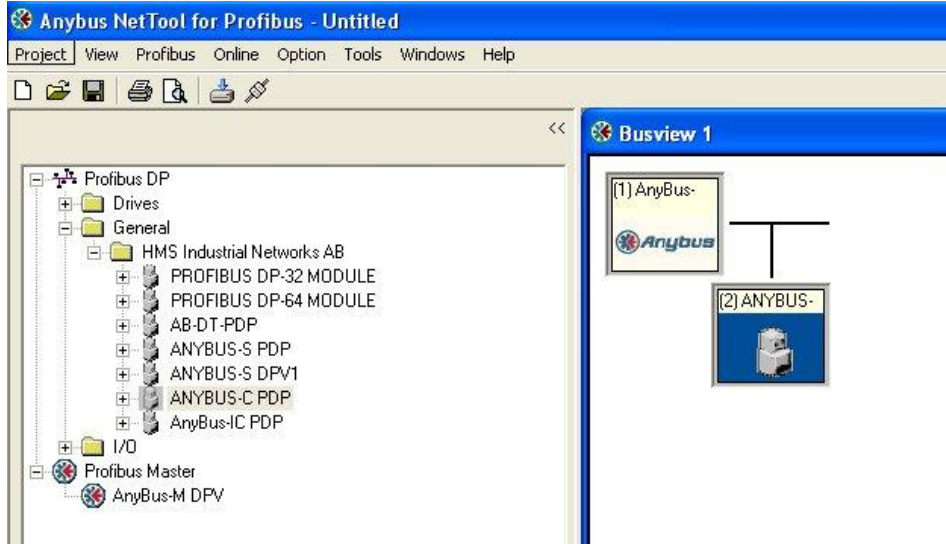 Anybus NetTool for Profibus - Untitled
Project View Profibus Online Option Tools Windows Help
<<
Profibus DP
Drives
General
HMS Industrial Networks AB
PROFIBUS DP-32 MODULE
PROFIBUS DP-64 MODULE
AB-DT-PDP
ANYBUS-S PDP
ANYBUS-S DPV1
ANYBUS-C PDP
AnyBus-IC PDP
I/O
Profibus Master
AnyBus-M DPV
Busview 1
(1) AnyBus-
Anybus
(2) ANYBUS-